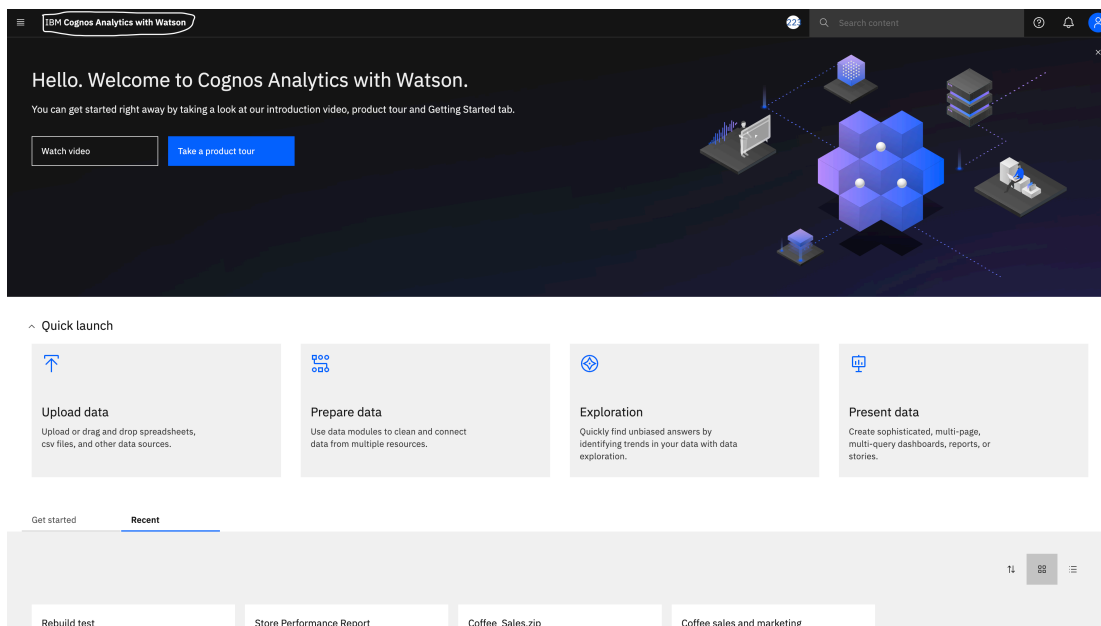 IBM Cognos Analytics with Watson
223
Search content
Hello. Welcome to Cognos Analytics with Watson.
You can get started right away by taking a look at our introduction video, product tour and Getting Started tab.
Watch video
Take a product tour
Quick launch
Upload data
Upload or drag and drop spreadsheets,
csv files, and other data sources.
Prepare data
Use data modules to clean and connect
data from multiple resources.
Exploration
Quickly find unbiased answers by
identifying trends in your data with data
exploration.
Present data
Create sophisticated, multi-page,
multi-query dashboards, reports, or
stories.
Get started
Recent
Rebuild test
Store Performance Report
Coffee_Sales.zip
Coffee sales and marketing